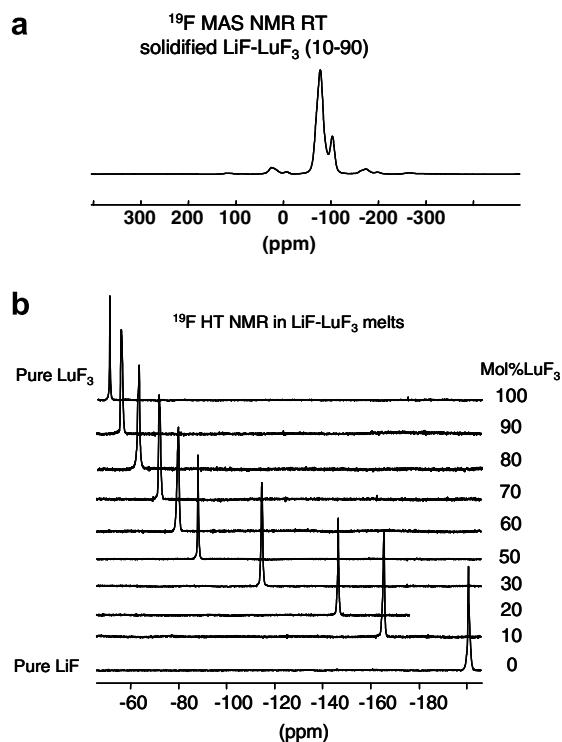 a
¹⁹F MAS NMR RT
solidified LiF-LuF₃ (10-90)
300 200 100 0 -100 -200 -300
(ppm)
b
¹⁹F HT NMR in LiF-LuF₃ melts
Mol%LuF₃
Pure LuF₃
100
90
80
70
60
50
30
20
10
Pure LiF
0
-60 -80 -100 -120 -140 -160 -180
(ppm)